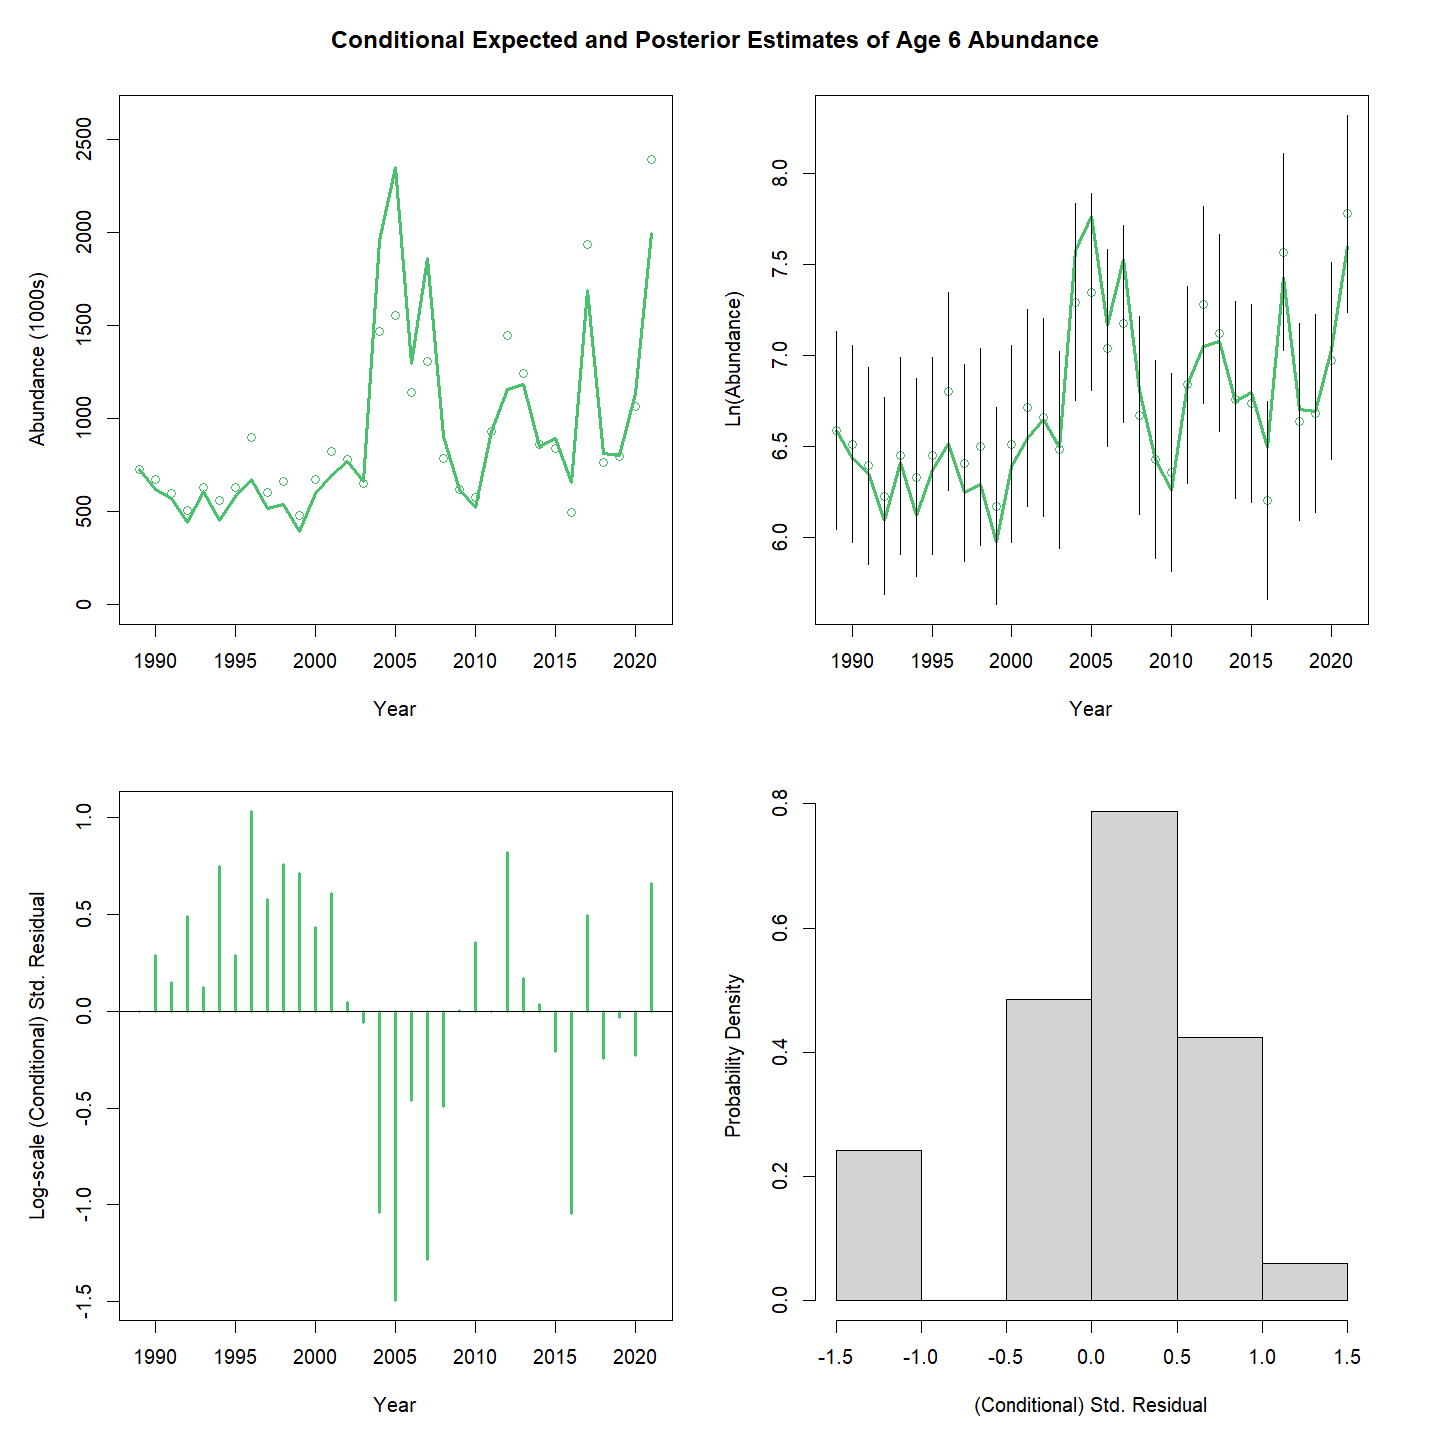 Conditional Expected and Posterior Estimates of Age 6 Abundance
Abundance (1000s)
2500
2000
1500
1000
500
0
1990 1995 2000 2005 2010 2015 2020
Year
Ln(Abundance)
8.0
7.5
7.0
6.5
6.0
1990 1995 2000 2005 2010 2015 2020
Year
Log-scale (Conditional) Std. Residual
1.0
0.5
0.0
-0.5
-1.0
-1.5
1990 1995 2000 2005 2010 2015 2020
Year
Probability Density
0.8
0.6
0.4
0.2
0.0
-1.5 -1.0 -0.5 0.0 0.5 1.0 1.5
(Conditional) Std. Residual